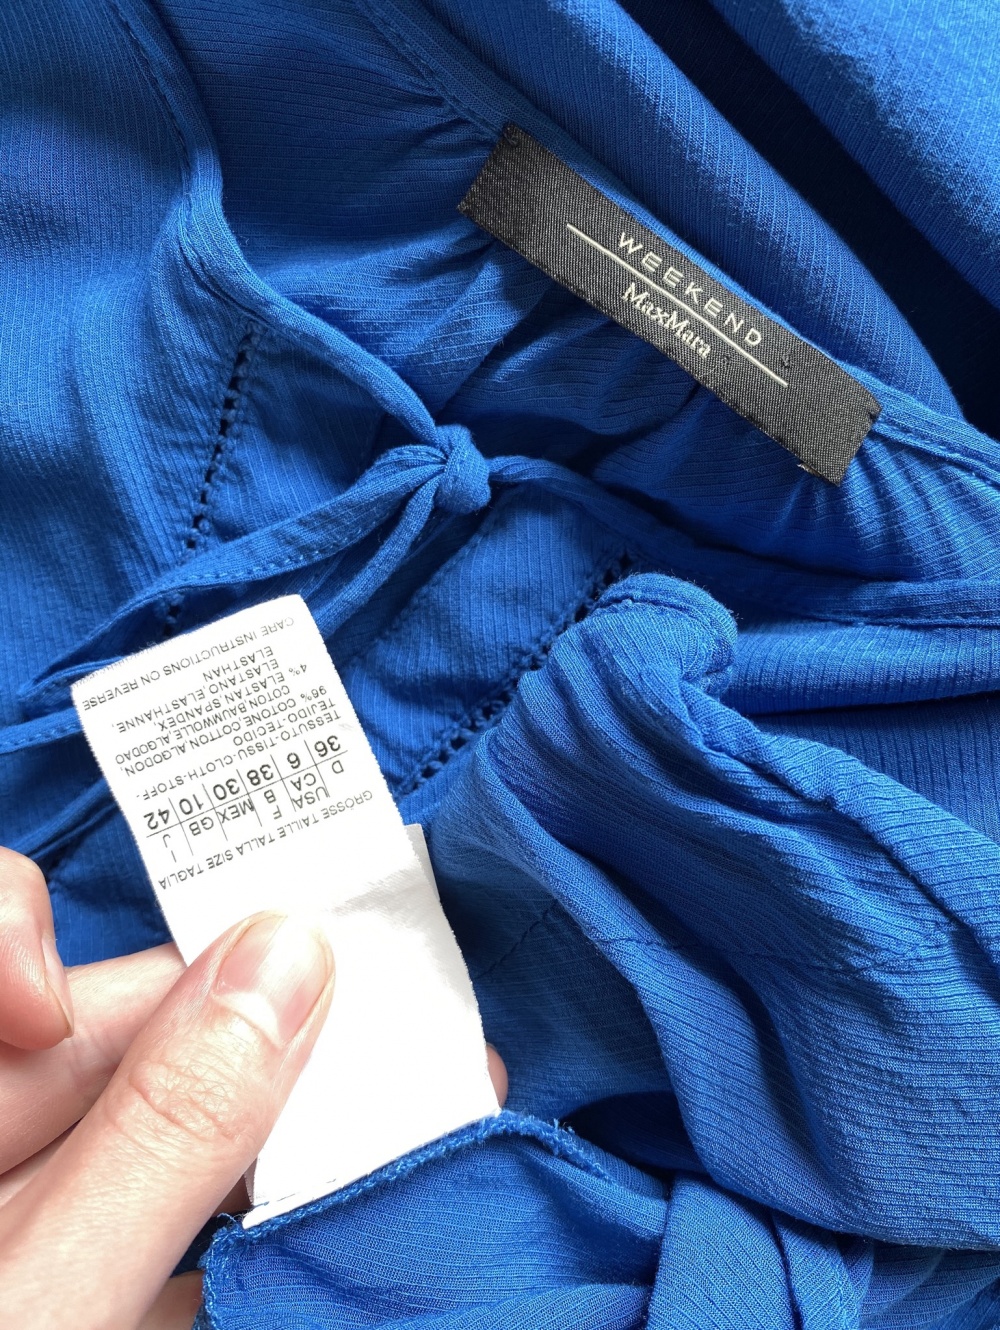 WEEKEND
MaxMara
GRÖSSE TAILLE TALLA SIZE TAGLIA
USA F I
D CA B MEX GB J
36 6 38 30 10 42
TESSUTO-TISSU-CLOTH-STOFF-
TEJIDO-TECIDO
96% COTONE,COTTON,ALGODON,
COTON,BAUMWOLLE,ALGODAO
4% ELASTAN,SPANDEX,
ELASTANO,ELASTHANNE,
ELASTHAN
CARE INSTRUCTIONS ON REVERSE